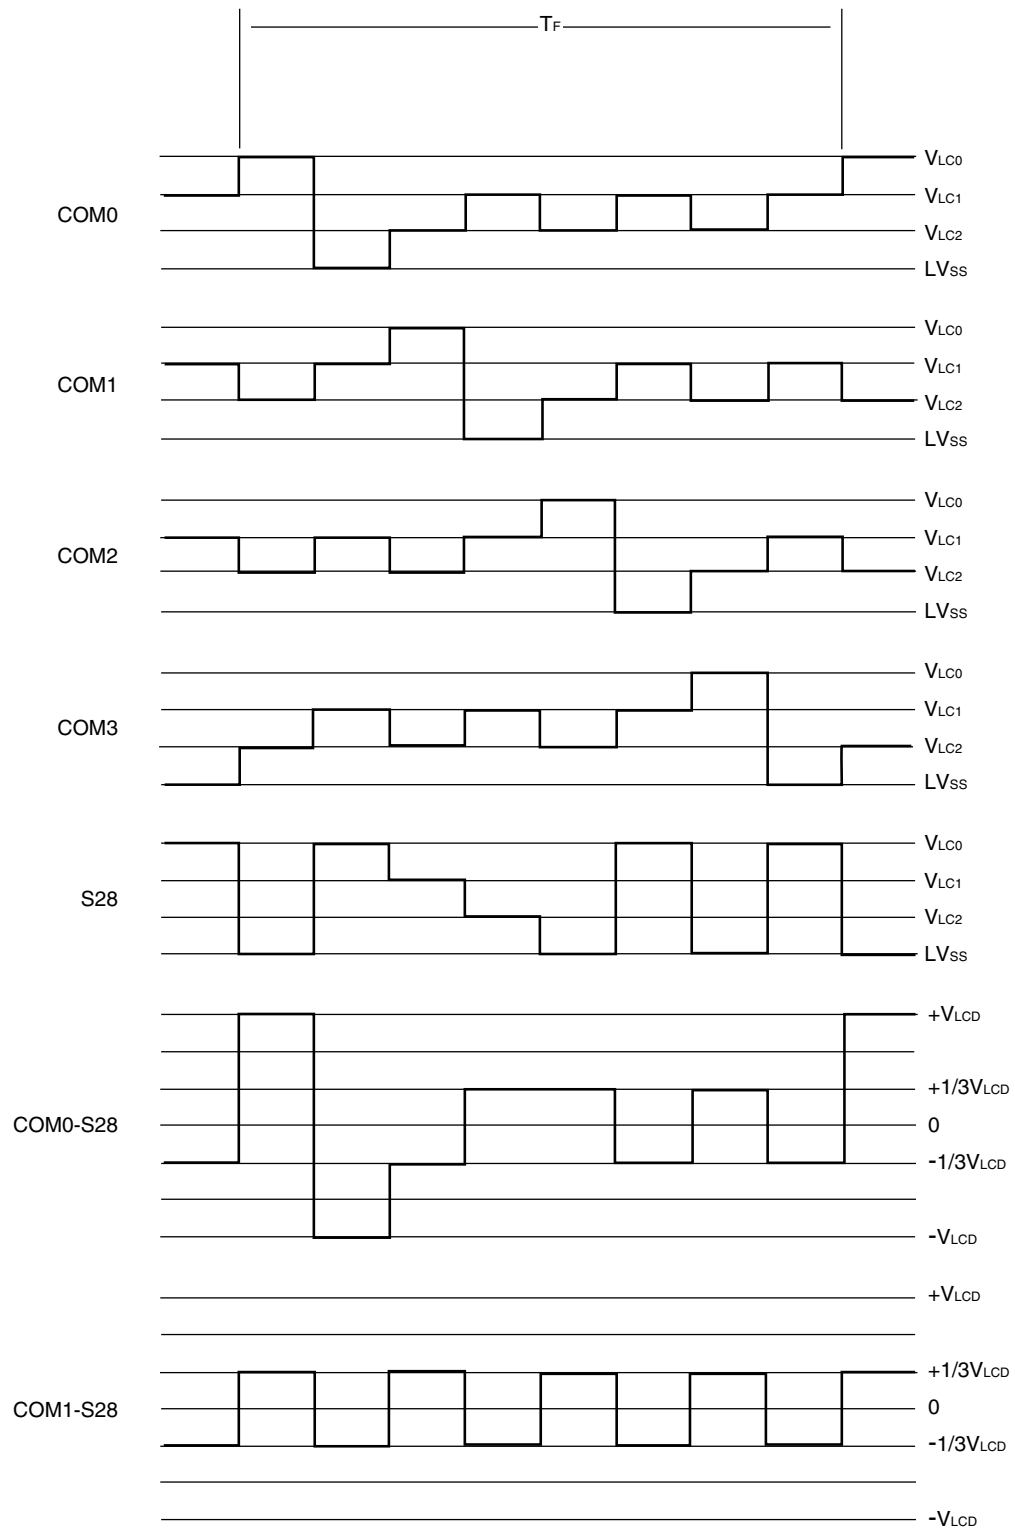 TF
VLC0
COM0
VLC1
VLC2
LVSS
VLC0
COM1
VLC1
VLC2
LVSS
VLC0
COM2
VLC1
VLC2
LVSS
VLC0
COM3
VLC1
VLC2
LVSS
VLC0
S28
VLC1
VLC2
LVSS
+VLCD
+1/3VLCD
COM0-S28
0
-1/3VLCD
-VLCD
+VLCD
+1/3VLCD
COM1-S28
0
-1/3VLCD
-VLCD